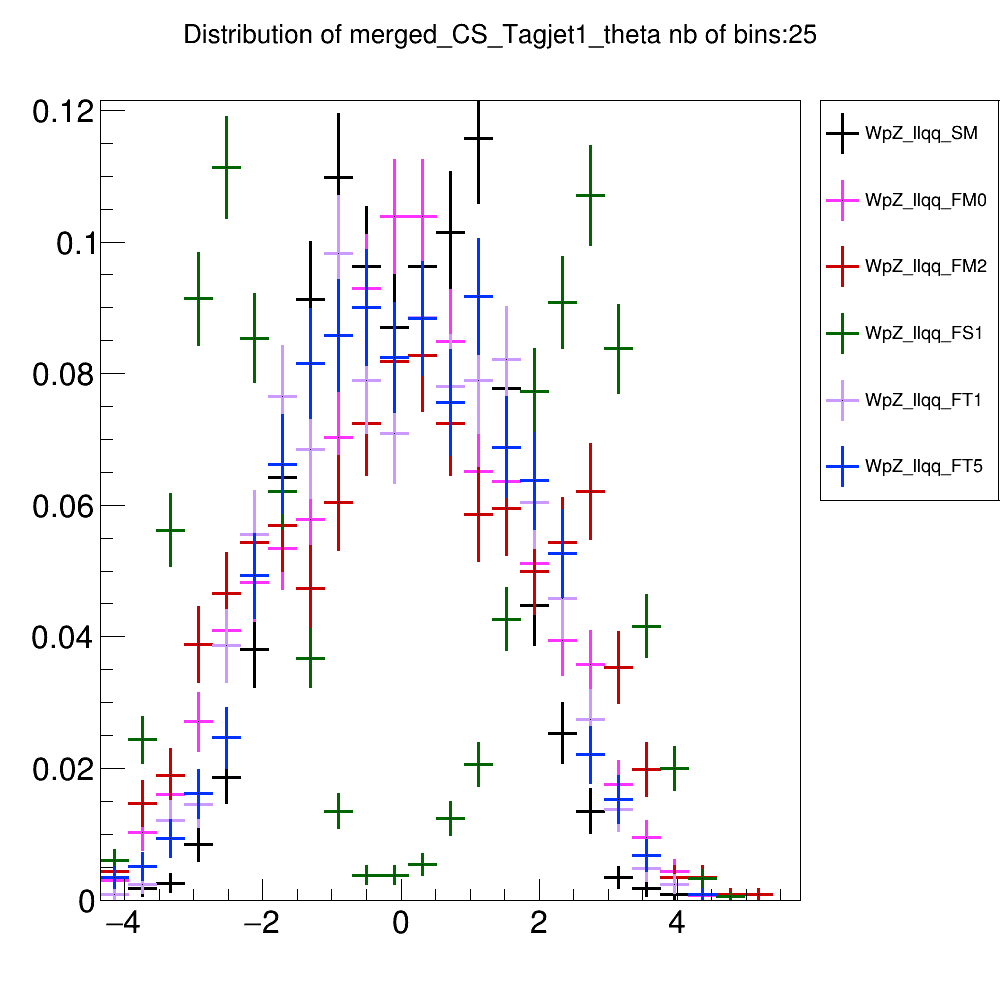 Distribution of merged_CS_Tagjet1_theta nb of bins:25
0.12
0.1
0.08
0.06
0.04
0.02
0
−4
−2
0
2
4
WpZ_llqq_SM
WpZ_llqq_FM0
WpZ_llqq_FM2
WpZ_llqq_FS1
WpZ_llqq_FT1
WpZ_llqq_FT5